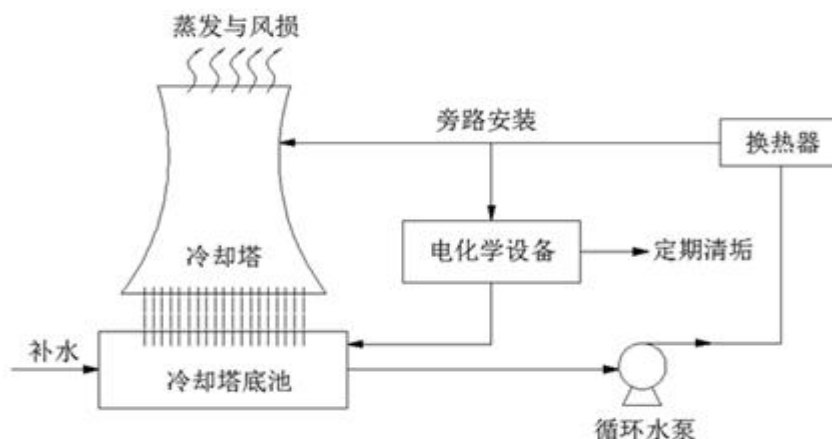 蒸发与风损
旁路安装
换热器
冷却塔
电化学设备
定期清垢
补水
冷却塔底池
循环水泵